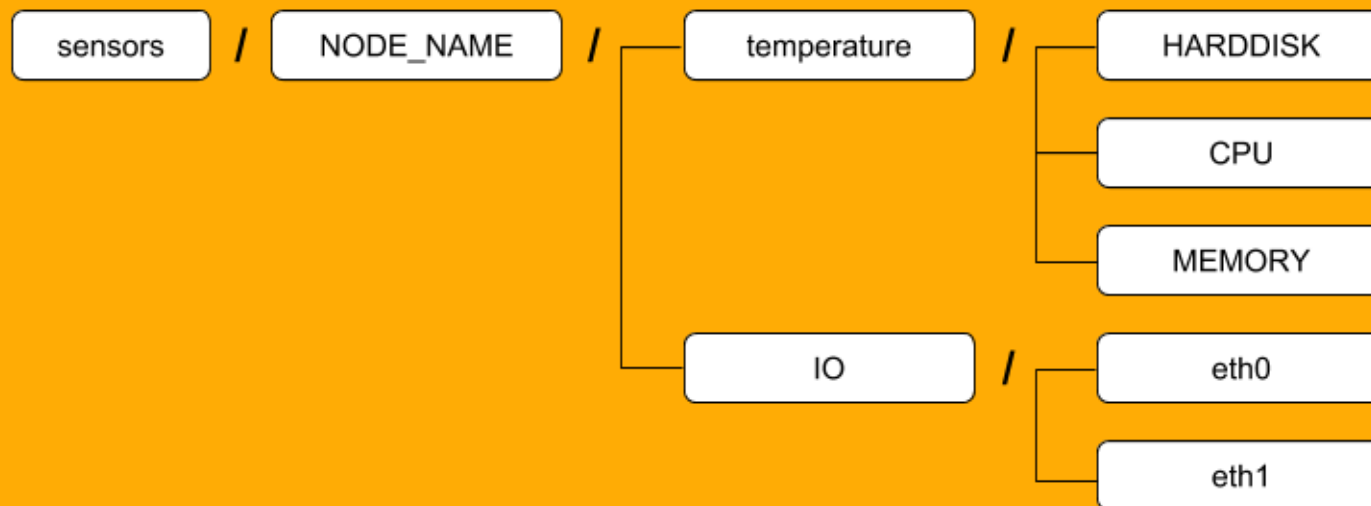 sensors / NODE_NAME / temperature / HARDDISK
CPU
MEMORY
IO / eth0
eth1